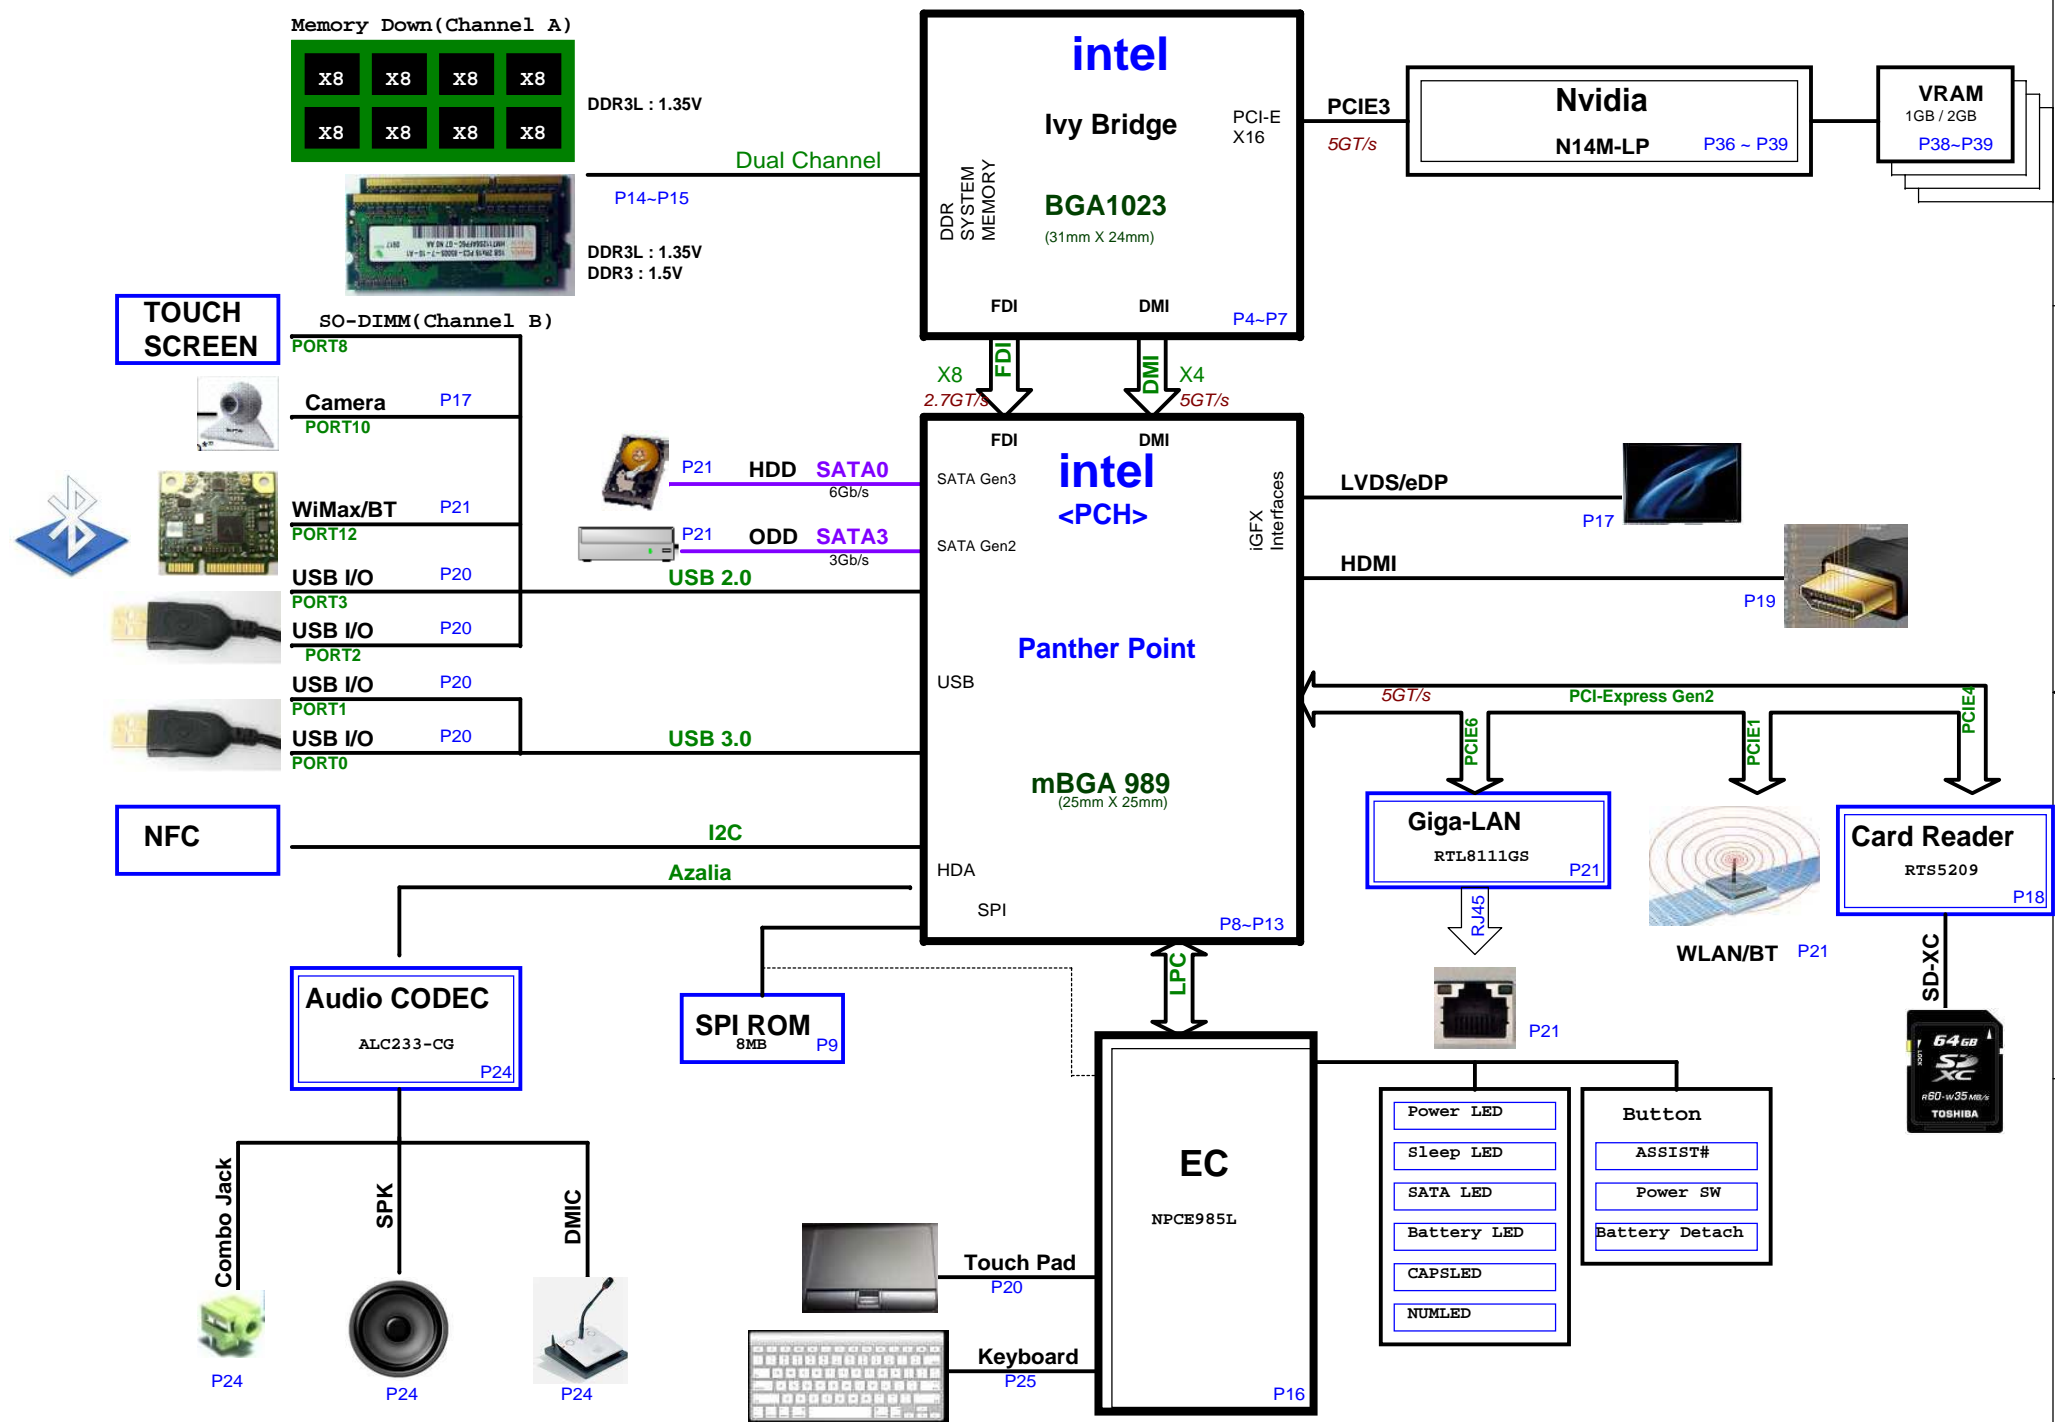 Memory Down(Channel A)
X8 X8 X8 X8
X8 X8 X8 X8
DDR3L : 1.35V
Dual Channel
P14~P15
DDR3L : 1.35V
DDR3 : 1.5V
SO-DIMM(Channel B)
intel
Ivy Bridge
PCI-E
X16
DDR
SYSTEM
MEMORY
BGA1023
(31mm X 24mm)
FDI
DMI
P4~P7
PCIE3
5GT/s
Nvidia
N14M-LP
P36 ~ P39
VRAM
1GB / 2GB
P38~P39
TOUCH
SCREEN
PORT8
Camera P17
PORT10
WiMax/BT P21
PORT12
USB I/O P20
PORT3
USB I/O P20
PORT2
USB I/O P20
PORT1
USB I/O P20
PORT0
USB 2.0
USB 3.0
X8
FDI
2.7GT/s
DMI
X4
5GT/s
P21 HDD SATA0
6Gb/s
P21 ODD SATA3
3Gb/s
FDI
DMI
SATA Gen3
intel
<PCH>
SATA Gen2
iGFX
Interfaces
Panther Point
USB
mBGA 989
(25mm X 25mm)
HDA
SPI
P8~P13
LVDS/eDP
P17
HDMI
P19
5GT/s
PCI-Express Gen2
PCIE6
PCIE1
PCIE4
Giga-LAN
RTL8111GS
P21
RJ45
P21
WLAN/BT P21
Card Reader
RTS5209
P18
SD-XC
64GB
SD
XC
LOCK
R60-W35 MB/s
TOSHIBA
NFC
I2C
Azalia
Audio CODEC
ALC233-CG
P24
Combo Jack
SPK
DMIC
P24
P24
P24
SPI ROM
8MB
P9
LPC
EC
NPCE985L
P16
Touch Pad
P20
Keyboard
P25
Power LED
Sleep LED
SATA LED
Battery LED
CAPSLED
NUMLED
Button
ASSIST#
Power SW
Battery Detach